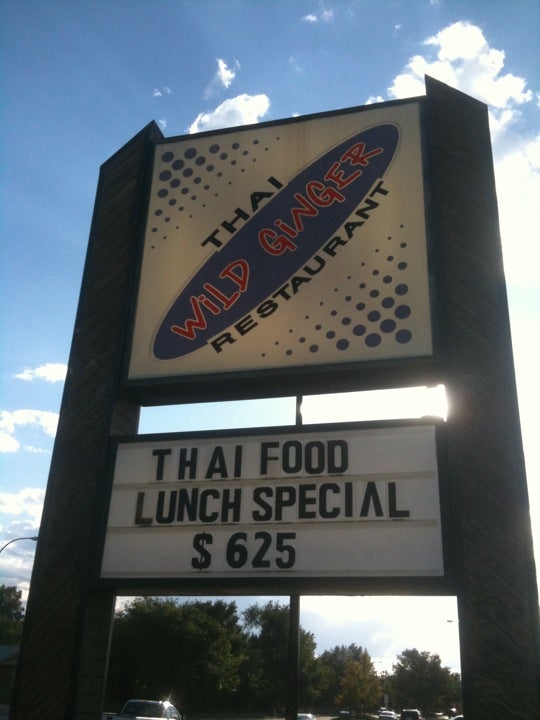 THAI
WiLD GiNGER
RESTAURANT
THAI FOOD
LUNCH SPECIAL
$ 625